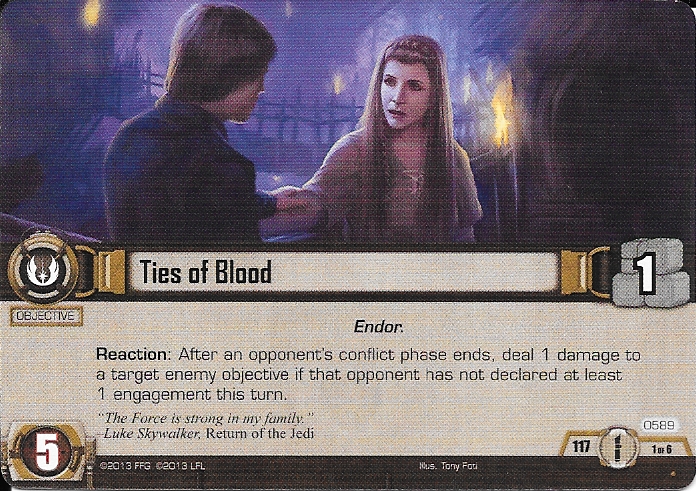 Ties of Blood
1
OBJECTIVE
Endor.
Reaction: After an opponent's conflict phase ends, deal 1 damage to
a target enemy objective if that opponent has not declared at least
1 engagement this turn.
"The Force is strong in my family."
–Luke Skywalker, Return of the Jedi
5
0589
117
1 OF 6
©2013 FFG ©2013 LFL
Illus. Tony Foti